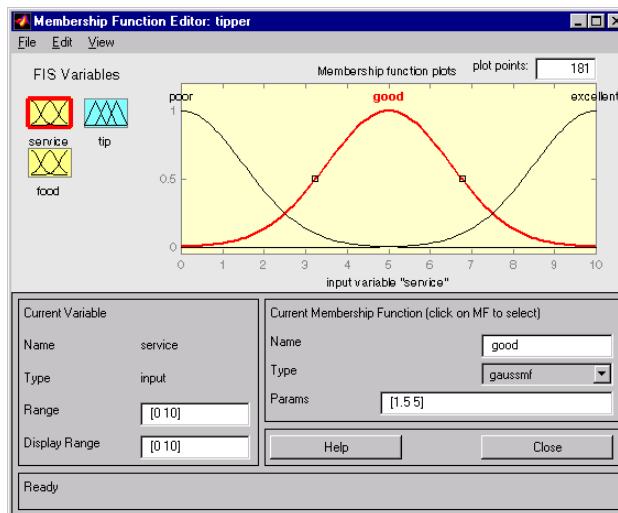 Membership Function Editor: tipper
File Edit View
FIS Variables
service
tip
food
Membership function plots
plot points:
181
poor
good
excellent
1
0.5
0
0 1 2 3 4 5 6 7 8 9 10
input variable "service"
Current Variable
Name service
Type input
Range [0 10]
Display Range [0 10]
Current Membership Function (click on MF to select)
Name good
Type gaussmf
Params [1.5 5]
Help
Close
Ready